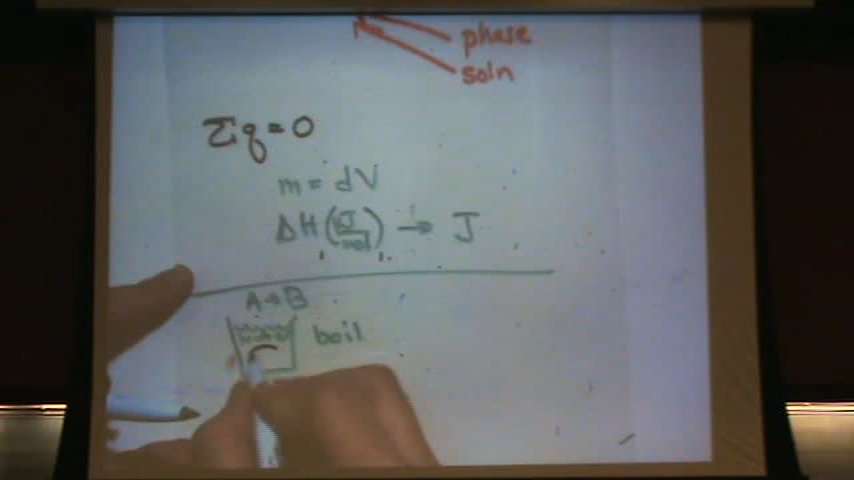 phase
soln
Σq = 0
m = dV
ΔH (kJ/mol) → J
A → B
boil